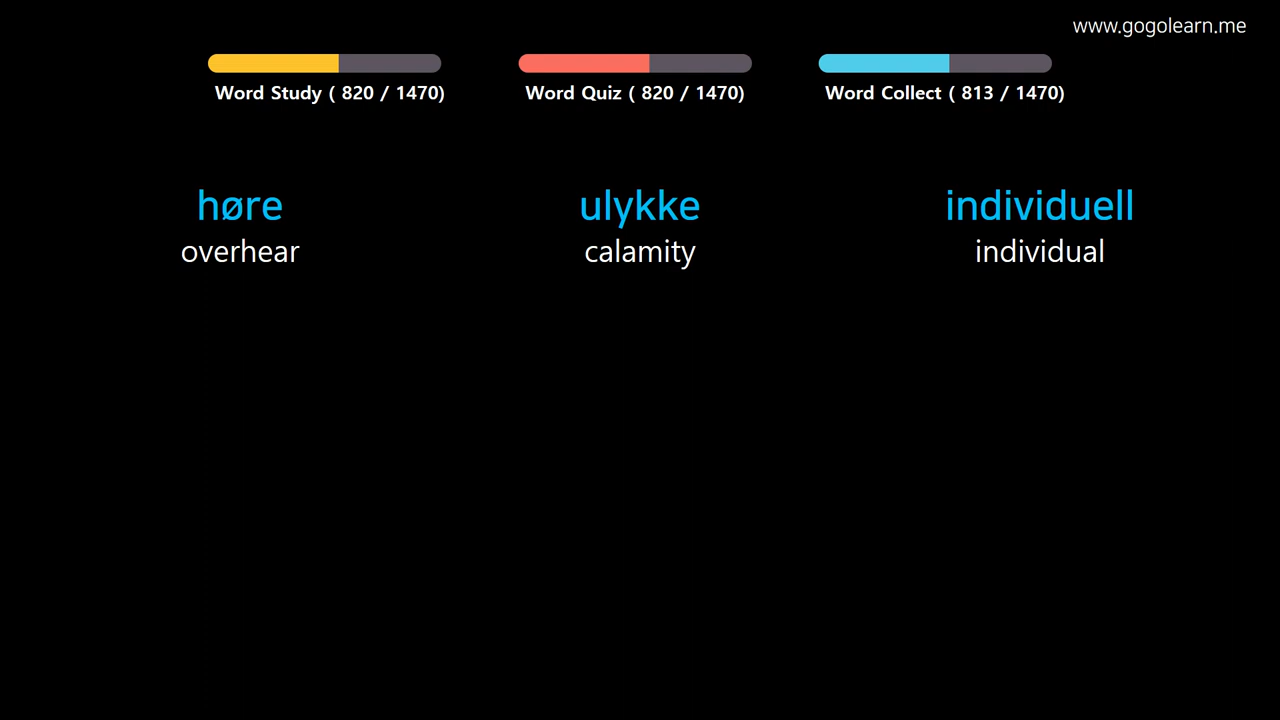 www.gogolearn.me
Word Study ( 820 / 1470)
Word Quiz ( 820 / 1470)
Word Collect ( 813 / 1470)
høre
overhear
ulykke
calamity
individuell
individual